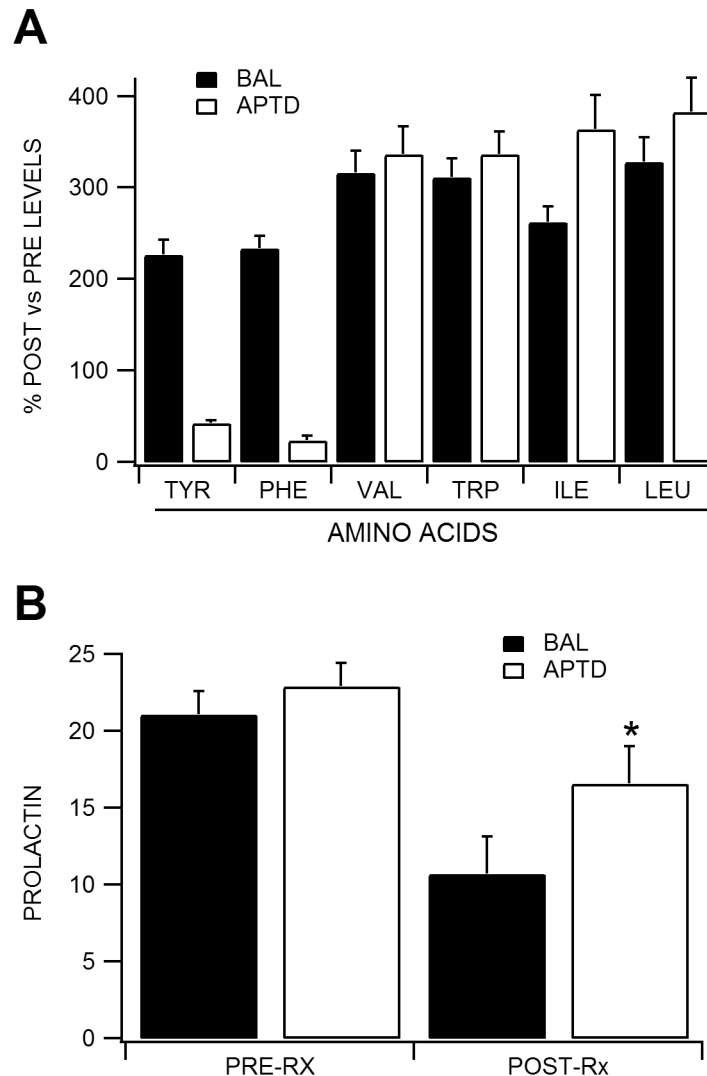 A
BAL
APTD
% POST vs PRE LEVELS
400
300
200
100
0
TYR PHE VAL TRP ILE LEU
AMINO ACIDS
B
BAL
APTD
PROLACTIN
25
20
15
10
5
0
*
PRE-RX POST-Rx